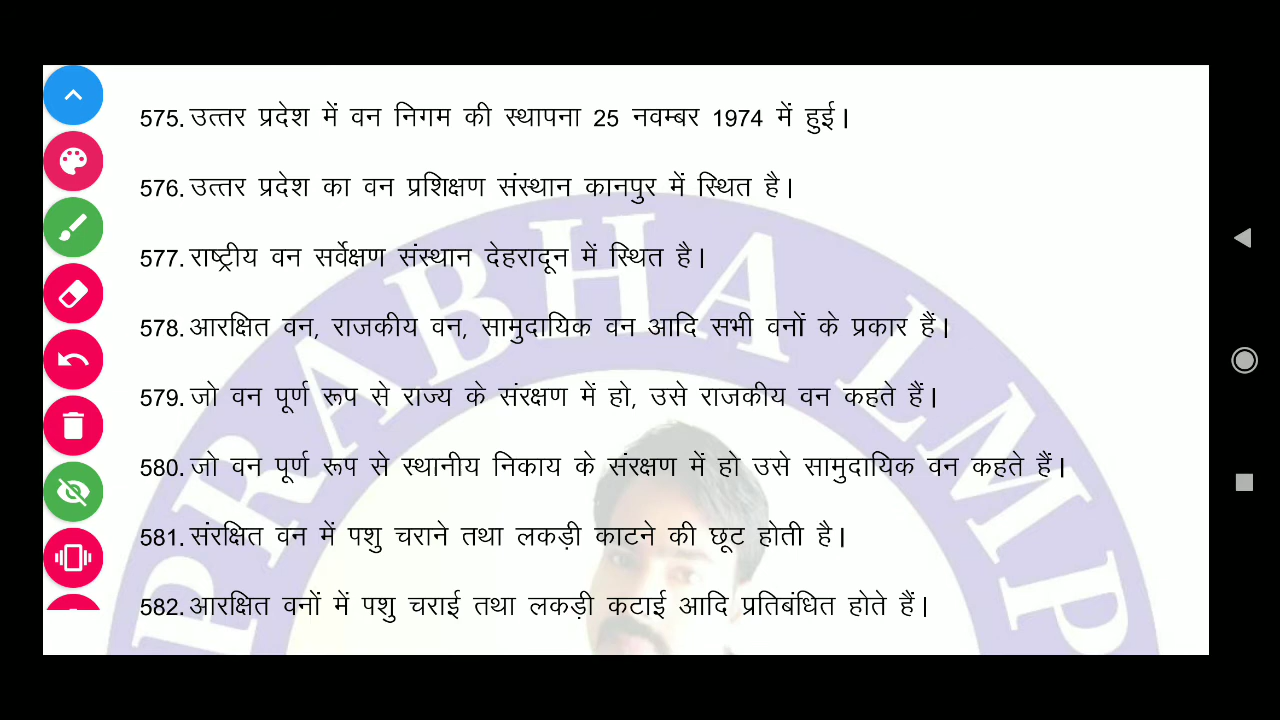 575. उत्तर प्रदेश में वन निगम की स्थापना 25 नवम्बर 1974 में हुई।
576. उत्तर प्रदेश का वन प्रशिक्षण संस्थान कानपुर में स्थित है।
577. राष्ट्रीय वन सर्वेक्षण संस्थान देहरादून में स्थित है।
578. आरक्षित वन, राजकीय वन, सामुदायिक वन आदि सभी वनों के प्रकार हैं।
579. जो वन पूर्ण रूप से राज्य के संरक्षण में हो, उसे राजकीय वन कहते हैं।
580. जो वन पूर्ण रूप से स्थानीय निकाय के संरक्षण में हो उसे सामुदायिक वन कहते हैं।
581. संरक्षित वन में पशु चराने तथा लकड़ी काटने की छूट होती है।
582. आरक्षित वनों में पशु चराई तथा लकड़ी कटाई आदि प्रतिबंधित होते हैं।
PRABHA LMP